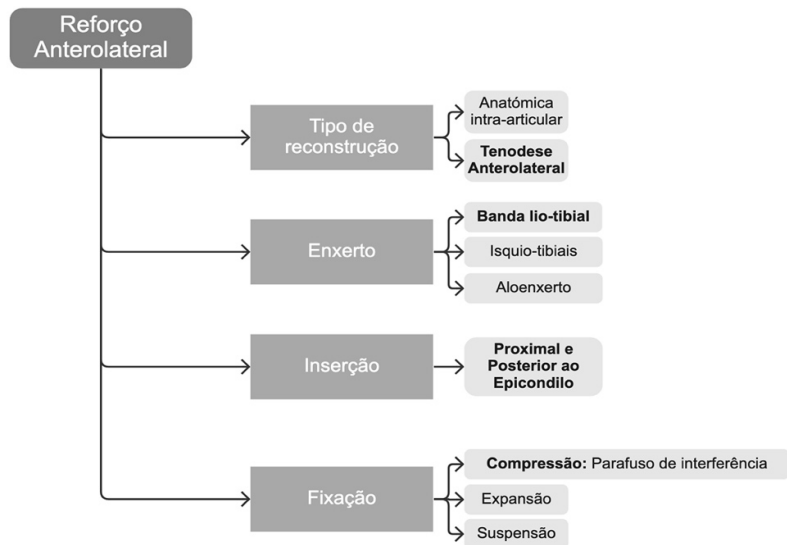 Reforço
Anterolateral
Tipo de
reconstrução
Anatómica
intra-articular
Tenodese
Anterolateral
Enxerto
Banda lio-tibial
Isquio-tibiais
Aloenxerto
Inserção
Proximal e
Posterior ao
Epicondilo
Fixação
Compressão: Parafuso de interferência
Expansão
Suspensão